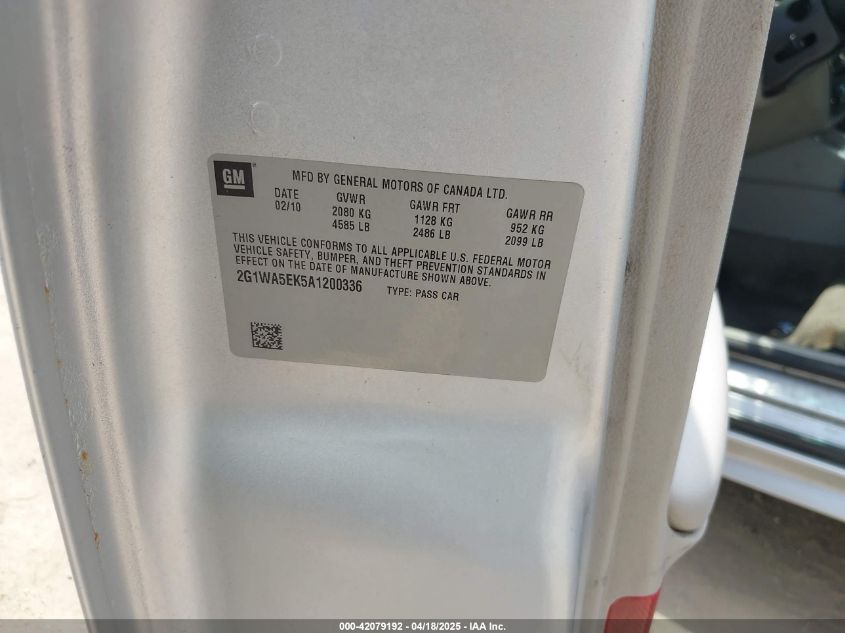 GM
MFD BY GENERAL MOTORS OF CANADA LTD.
DATE GVWR GAWR FRT GAWR RR
02/10 2080 KG 1128 KG 952 KG
4585 LB 2486 LB 2099 LB
THIS VEHICLE CONFORMS TO ALL APPLICABLE U.S. FEDERAL MOTOR
VEHICLE SAFETY, BUMPER, AND THEFT PREVENTION STANDARDS IN
EFFECT ON THE DATE OF MANUFACTURE SHOWN ABOVE.
2G1WA5EK5A1200336 TYPE: PASS CAR
000-42079192 - 04/18/2025 - IAA Inc.